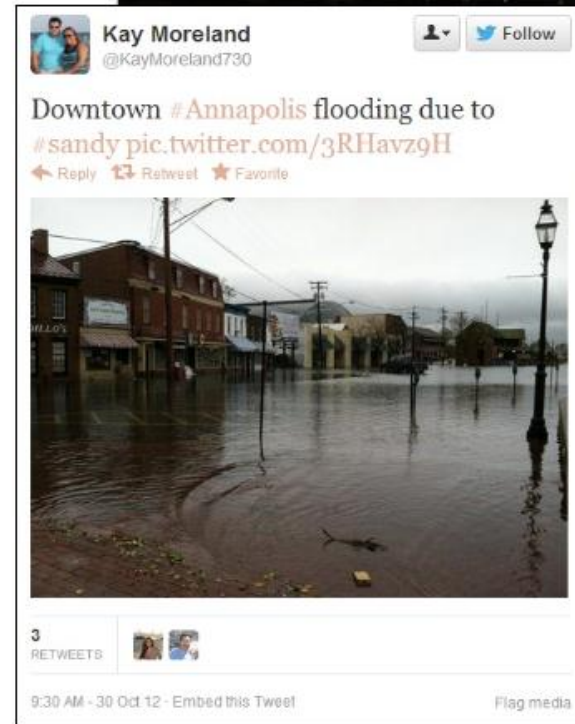 Kay Moreland
@KayMoreland730
Follow
Downtown #Annapolis flooding due to
#sandy pic.twitter.com/3RHavz9H
Reply Retweet Favorite
3
RETWEETS
9:30 AM - 30 Oct 12 · Embed this Tweet
Flag media